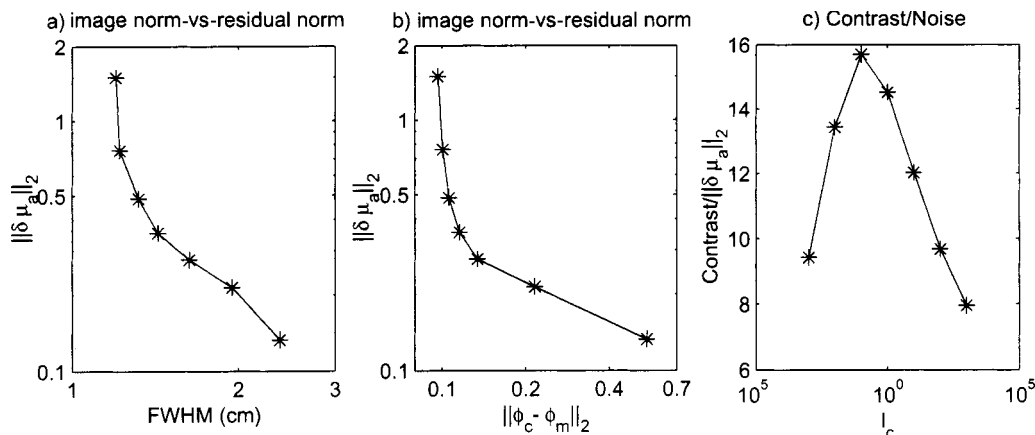 a) image norm-vs-residual norm
2
1
0.5
0.1
||δ μa||2
1
2
3
FWHM (cm)
b) image norm-vs-residual norm
2
1
0.5
0.1
||δ μa||2
0.1
0.2
0.4
0.7
||ϕc- ϕm||2
c) Contrast/Noise
16
14
12
10
8
6
Contrast/||δ μa||2
10^5
10^0
10^5
Ic